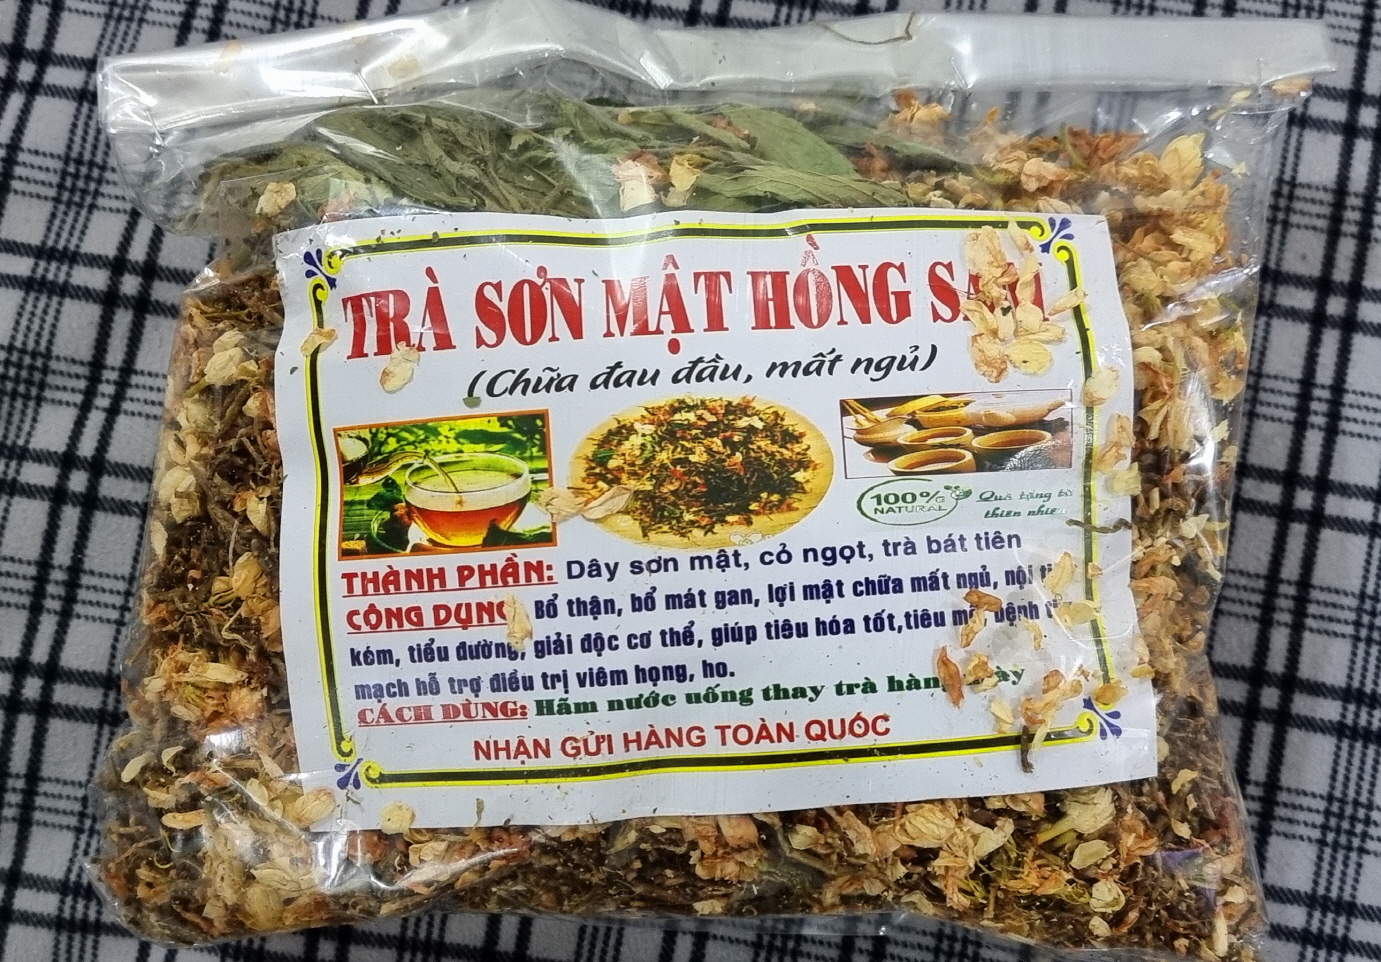 TRÀ SƠN MẬT HỒNG SÂM
(Chữa đau đầu, mất ngủ)
100%
NATURAL
Quà tặng từ
thiên nhiên
THÀNH PHẦN: Dây sơn mật, cỏ ngọt, trà bát tiên
CÔNG DỤNG Bổ thận, bổ mát gan, lợi mật chữa mất ngủ, nội
kém, tiểu đường, giải độc cơ thể, giúp tiêu hóa tốt,tiêu bệnh
mạch hỗ trợ điều trị viêm họng, ho.
CÁCH DÙNG: Hãm nước uống thay trà hàng ngày
NHẬN GỬI HÀNG TOÀN QUỐC